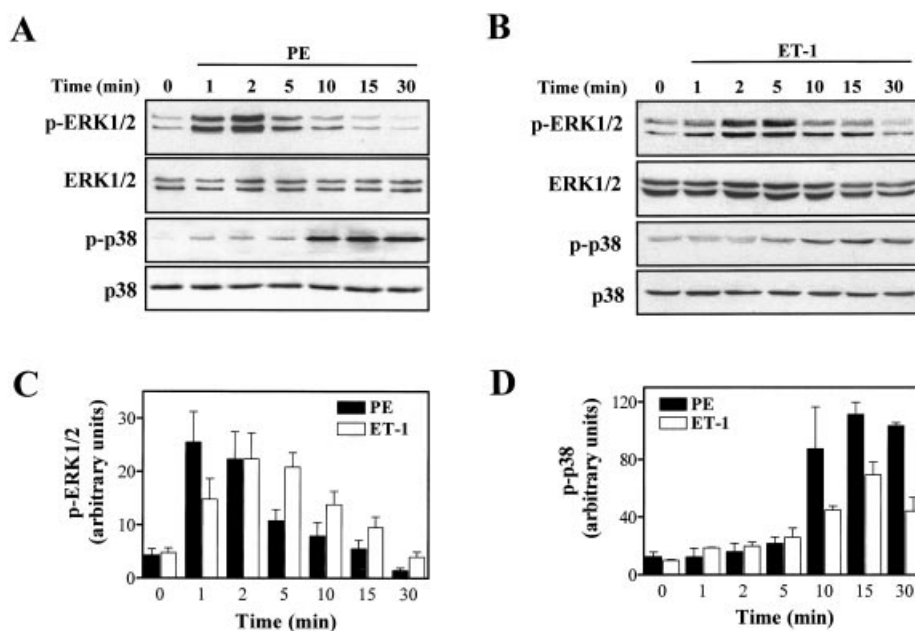 A
PE
Time (min) 0 1 2 5 10 15 30
p-ERK1/2
ERK1/2
p-p38
p38
B
ET-1
Time (min) 0 1 2 5 10 15 30
p-ERK1/2
ERK1/2
p-p38
p38
C
p-ERK1/2
(arbitrary units)
30
20
10
0
PE
ET-1
0 1 2 5 10 15 30
Time (min)
D
p-p38
(arbitrary units)
120
80
40
0
PE
ET-1
0 1 2 5 10 15 30
Time (min)